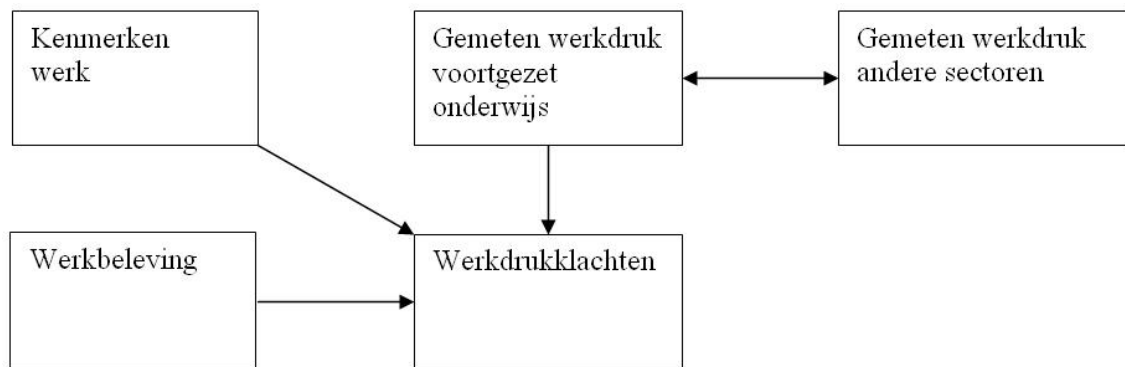 Kenmerken
werk
Gemeten werkdruk
voortgezet
onderwijs
Gemeten werkdruk
andere sectoren
Werkbeleving
Werkdrukklachten